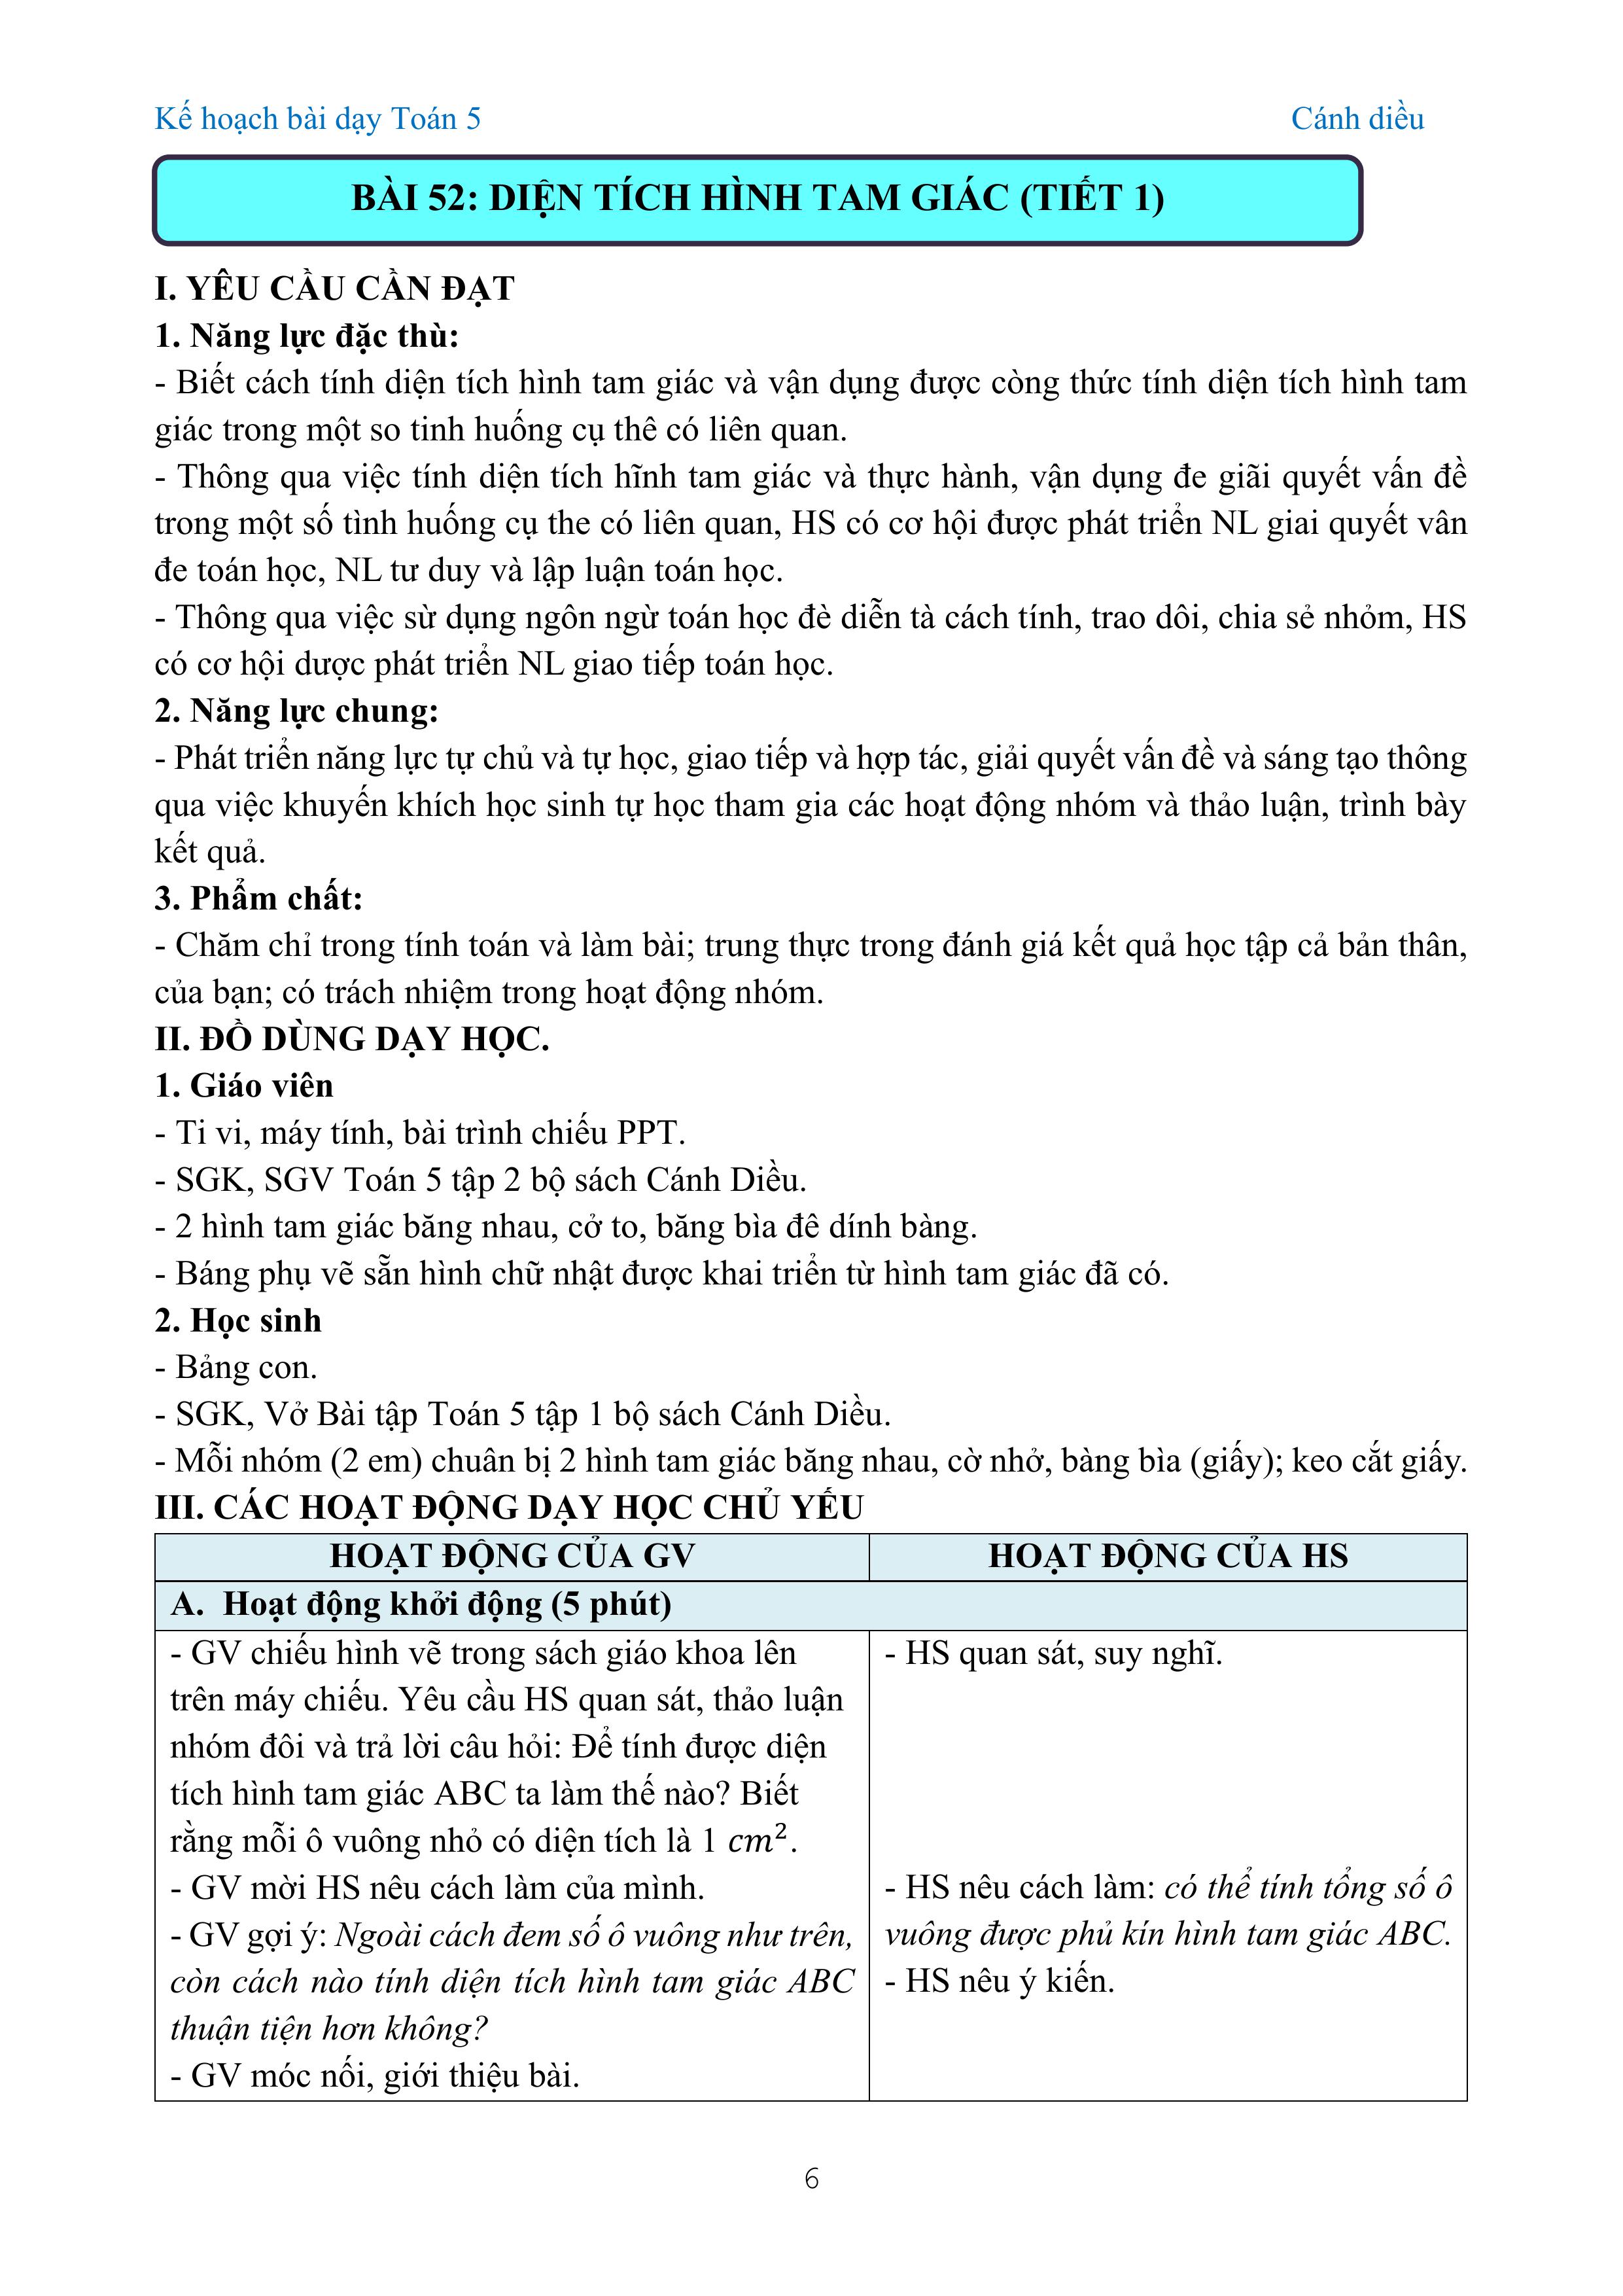 Kế hoạch bài dạy Toán 5 Cánh diều
BÀI 52: DIỆN TÍCH HÌNH TAM GIÁC (TIẾT 1)
I. YÊU CẦU CẦN ĐẠT
1. Năng lực đặc thù:
- Biết cách tính diện tích hình tam giác và vận dụng được còng thức tính diện tích hình tam
giác trong một so tinh huống cụ thê có liên quan.
- Thông qua việc tính diện tích hĩnh tam giác và thực hành, vận dụng đe giãi quyết vấn đề
trong một số tình huống cụ the có liên quan, HS có cơ hội được phát triển NL giai quyết vân
đe toán học, NL tư duy và lập luận toán học.
- Thông qua việc sừ dụng ngôn ngừ toán học đè diễn tà cách tính, trao dôi, chia sẻ nhỏm, HS
có cơ hội dược phát triển NL giao tiếp toán học.
2. Năng lực chung:
- Phát triển năng lực tự chủ và tự học, giao tiếp và hợp tác, giải quyết vấn đề và sáng tạo thông
qua việc khuyến khích học sinh tự học tham gia các hoạt động nhóm và thảo luận, trình bày
kết quả.
3. Phẩm chất:
- Chăm chỉ trong tính toán và làm bài; trung thực trong đánh giá kết quả học tập cả bản thân,
của bạn; có trách nhiệm trong hoạt động nhóm.
II. ĐỒ DÙNG DẠY HỌC.
1. Giáo viên
- Ti vi, máy tính, bài trình chiếu PPT.
- SGK, SGV Toán 5 tập 2 bộ sách Cánh Diều.
- 2 hình tam giác băng nhau, cở to, băng bìa đê dính bàng.
- Báng phụ vẽ sẵn hình chữ nhật được khai triển từ hình tam giác đã có.
2. Học sinh
- Bảng con.
- SGK, Vở Bài tập Toán 5 tập 1 bộ sách Cánh Diều.
- Mỗi nhóm (2 em) chuân bị 2 hình tam giác băng nhau, cờ nhở, bàng bìa (giấy); keo cắt giấy.
III. CÁC HOẠT ĐỘNG DẠY HỌC CHỦ YẾU
HOẠT ĐỘNG CỦA GV HOẠT ĐỘNG CỦA HS
A. Hoạt động khởi động (5 phút)
- GV chiếu hình vẽ trong sách giáo khoa lên
trên máy chiếu. Yêu cầu HS quan sát, thảo luận
nhóm đôi và trả lời câu hỏi: Để tính được diện
tích hình tam giác ABC ta làm thế nào? Biết
rằng mỗi ô vuông nhỏ có diện tích là 1 cm².
- GV mời HS nêu cách làm của mình.
- GV gợi ý: Ngoài cách đem số ô vuông như trên,
còn cách nào tính diện tích hình tam giác ABC
thuận tiện hơn không?
- GV móc nối, giới thiệu bài.
- HS quan sát, suy nghĩ.
- HS nêu cách làm: có thể tính tổng số ô
vuông được phủ kín hình tam giác ABC.
- HS nêu ý kiến.
6